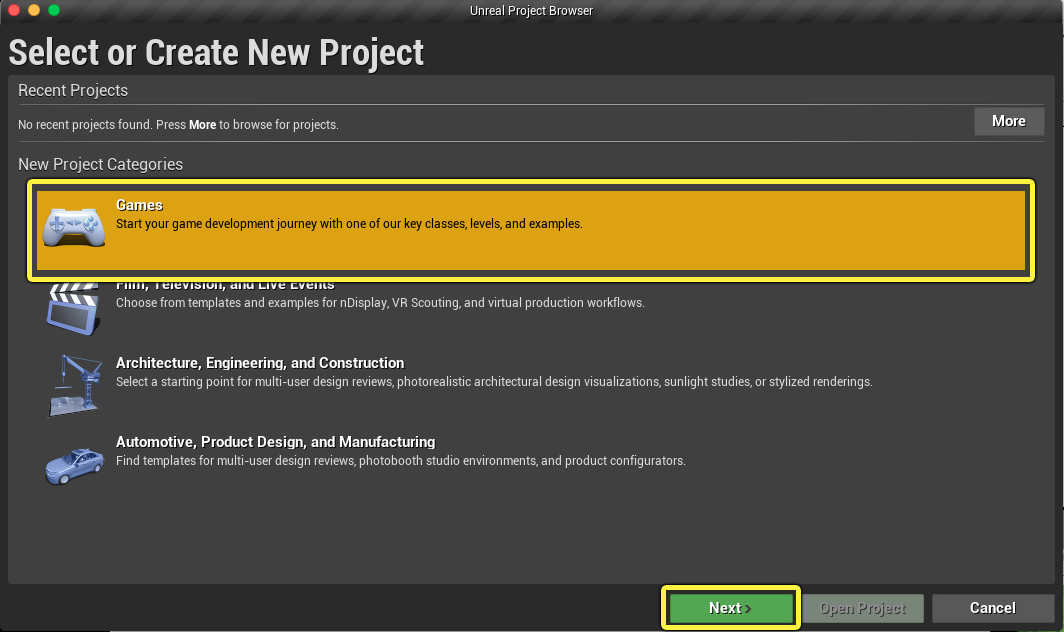 Unreal Project Browser
Select or Create New Project
Recent Projects
No recent projects found. Press More to browse for projects.
More
New Project Categories
Games
Start your game development journey with one of our key classes, levels, and examples.
Film, Television, and Live Events
Choose from templates and examples for nDisplay, VR Scouting, and virtual production workflows.
Architecture, Engineering, and Construction
Select a starting point for multi-user design reviews, photorealistic architectural design visualizations, sunlight studies, or stylized renderings.
Automotive, Product Design, and Manufacturing
Find templates for multi-user design reviews, photobooth studio environments, and product configurators.
Next >
Open Project
Cancel